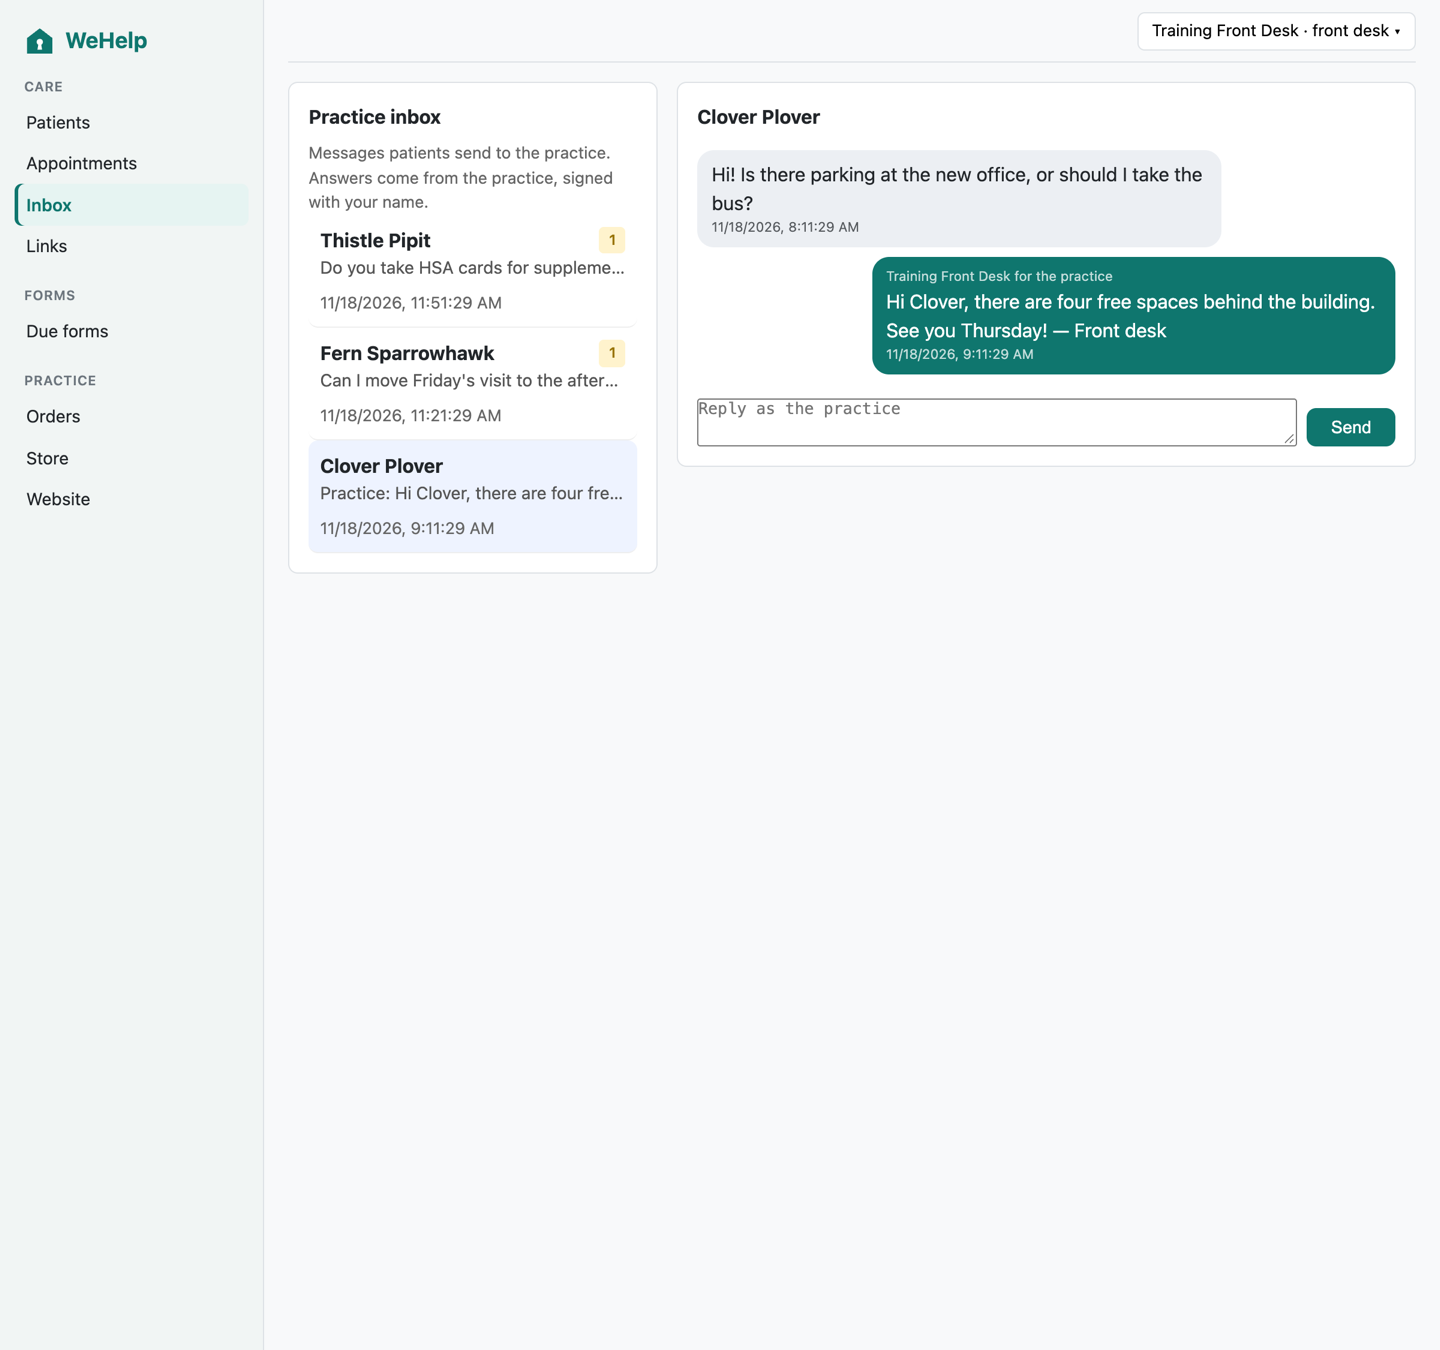 WeHelp
CARE
Patients
Appointments
Inbox
Links
FORMS
Due forms
PRACTICE
Orders
Store
Website
Training Front Desk · front desk ▾
Practice inbox
Messages patients send to the practice.
Answers come from the practice, signed
with your name.
Thistle Pipit
1
Do you take HSA cards for suppleme...
11/18/2026, 11:51:29 AM
Fern Sparrowhawk
1
Can I move Friday's visit to the after...
11/18/2026, 11:21:29 AM
Clover Plover
Practice: Hi Clover, there are four fre...
11/18/2026, 9:11:29 AM
Clover Plover
Hi! Is there parking at the new office, or should I take the
bus?
11/18/2026, 8:11:29 AM
Training Front Desk for the practice
Hi Clover, there are four free spaces behind the building.
See you Thursday! — Front desk
11/18/2026, 9:11:29 AM
Reply as the practice
Send